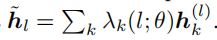 h̃_l = ∑_k λ_k(l; θ)h_k^{(l)}.